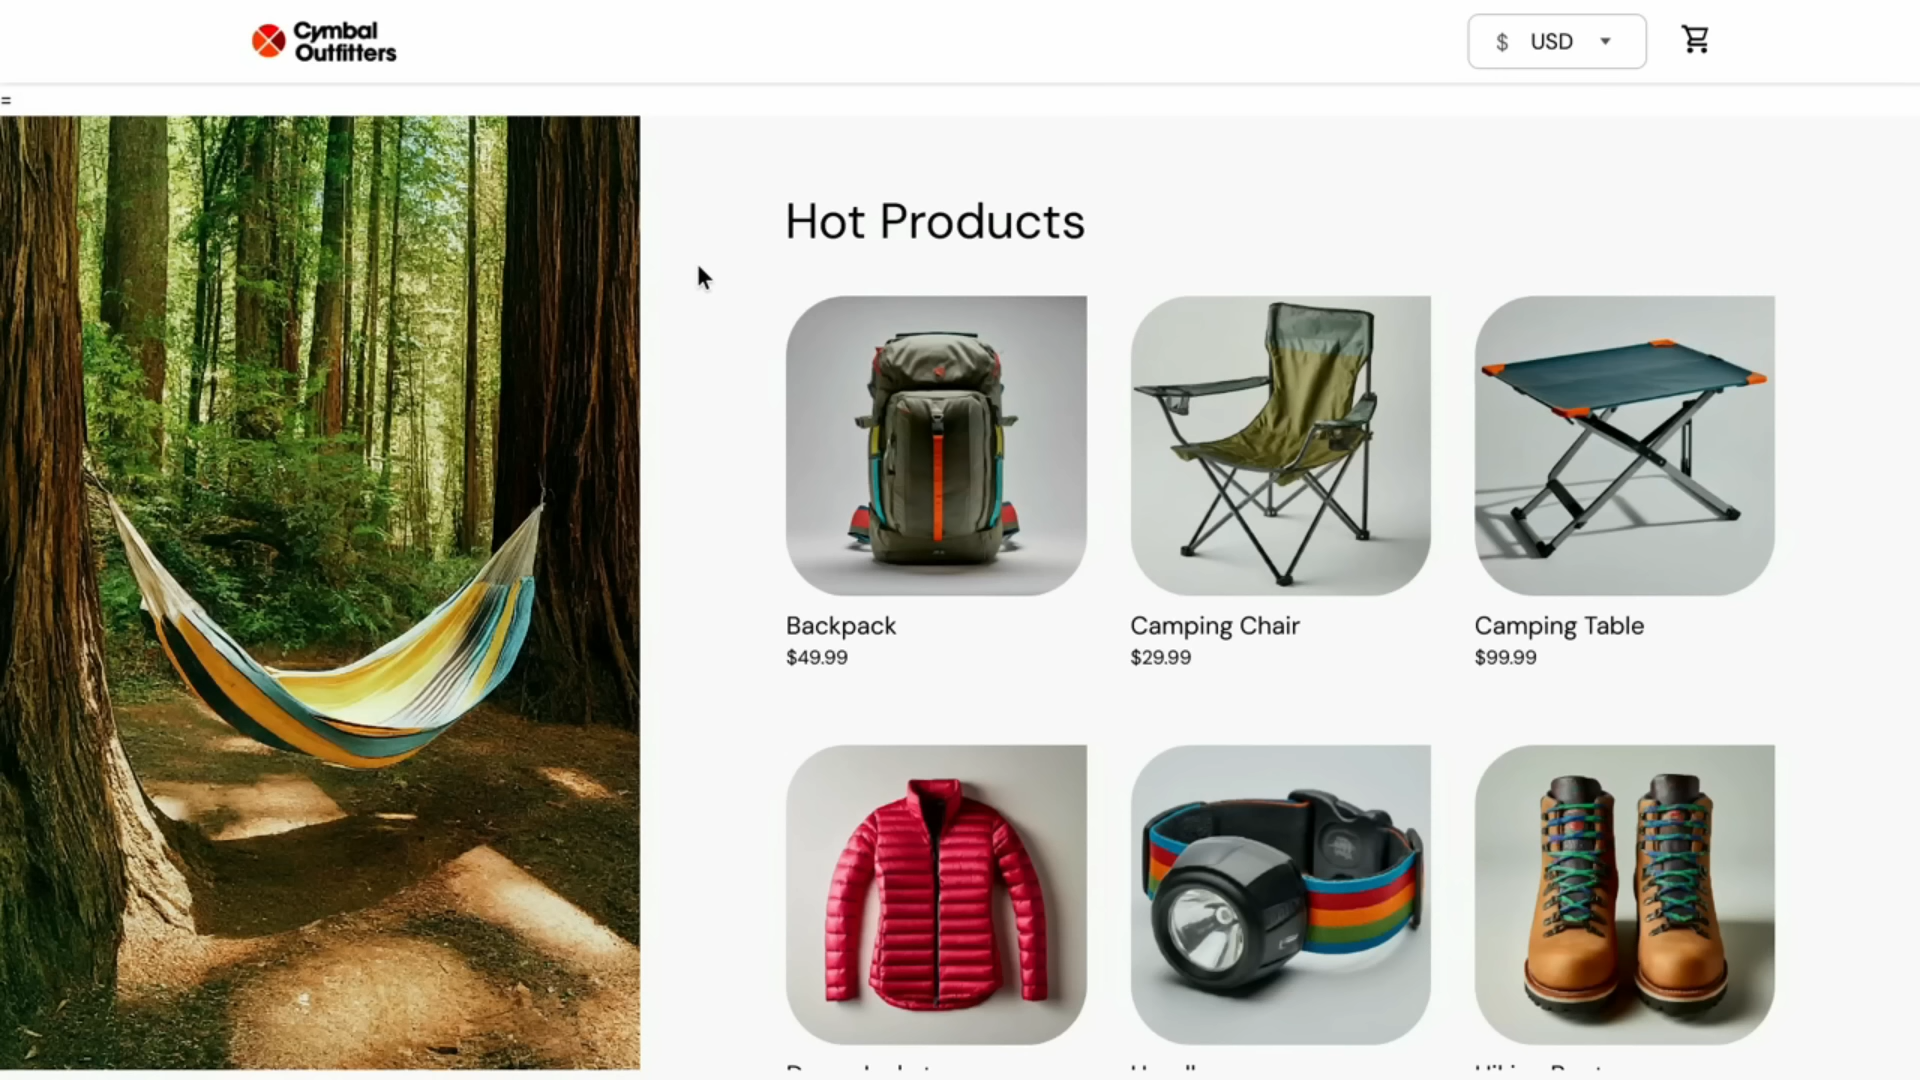 Cymbal
Outfitters
$ USD
=
Hot Products
Backpack
$49.99
Camping Chair
$29.99
Camping Table
$99.99